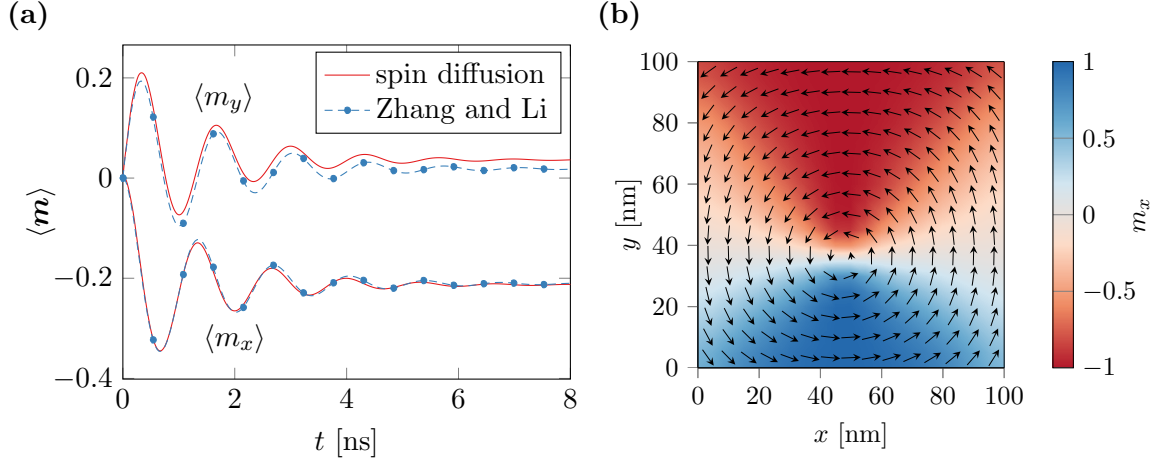 (a)
⟨m⟩
0.2
0
−0.2
−0.4
0
2
4
6
8
t [ns]
spin diffusion
Zhang and Li
⟨m_y⟩
⟨m_x⟩
(b)
y [nm]
100
80
60
40
20
0
0
20
40
60
80
100
x [nm]
1
0.5
0
−0.5
−1
m_x